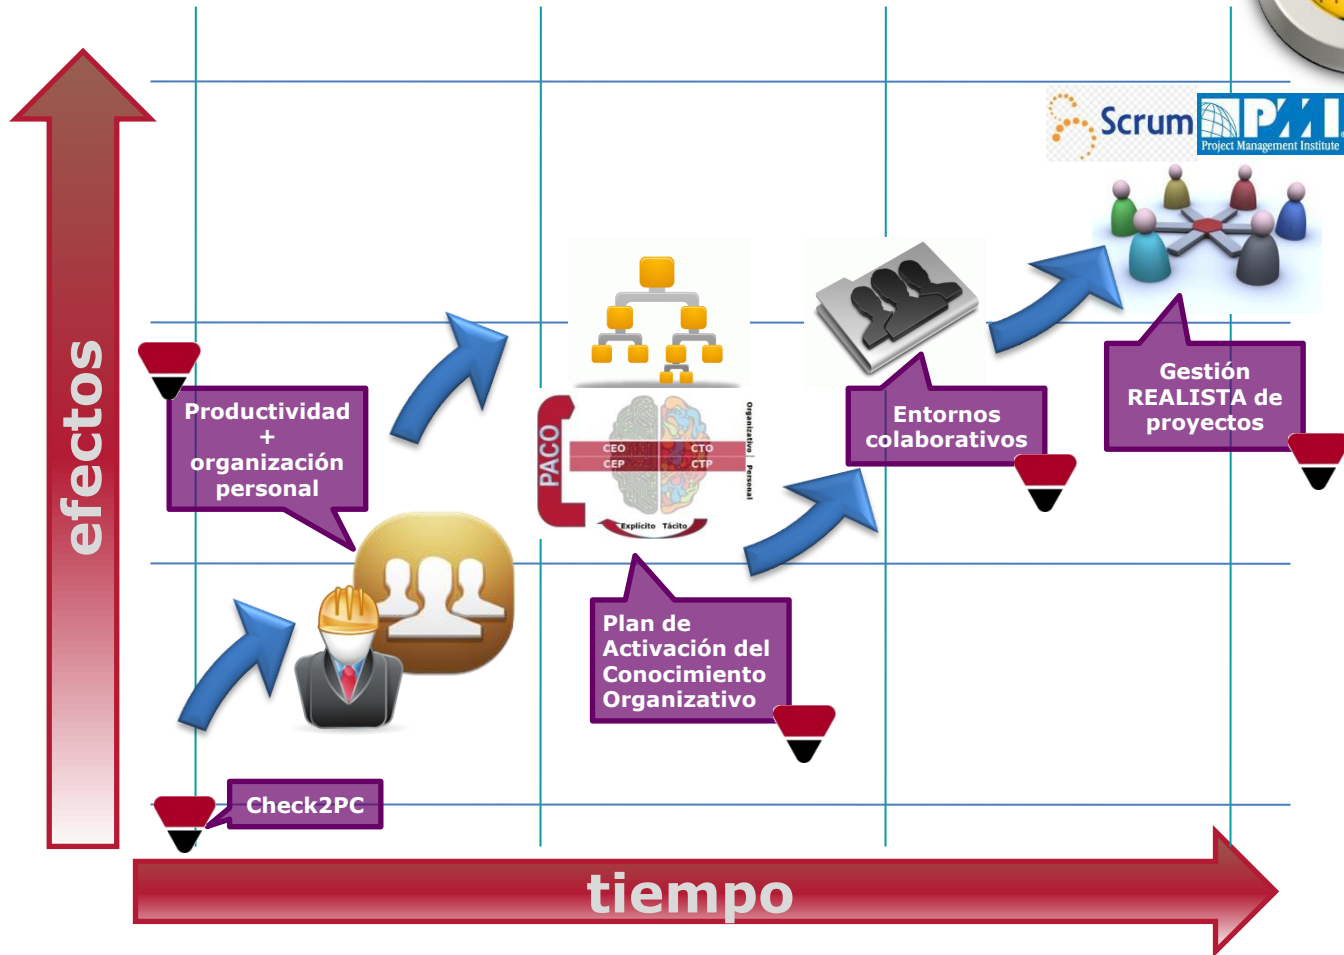 efectos
Scrum
PMI
Project Management Institute
Productividad
+
organización
personal
PACO
CEO
CTO
CEP
CTP
Organizativo
Personal
Explícito
Tácito
Entornos
colaborativos
Gestión
REALISTA de
proyectos
Plan de
Activación del
Conocimiento
Organizativo
Check2PC
tiempo